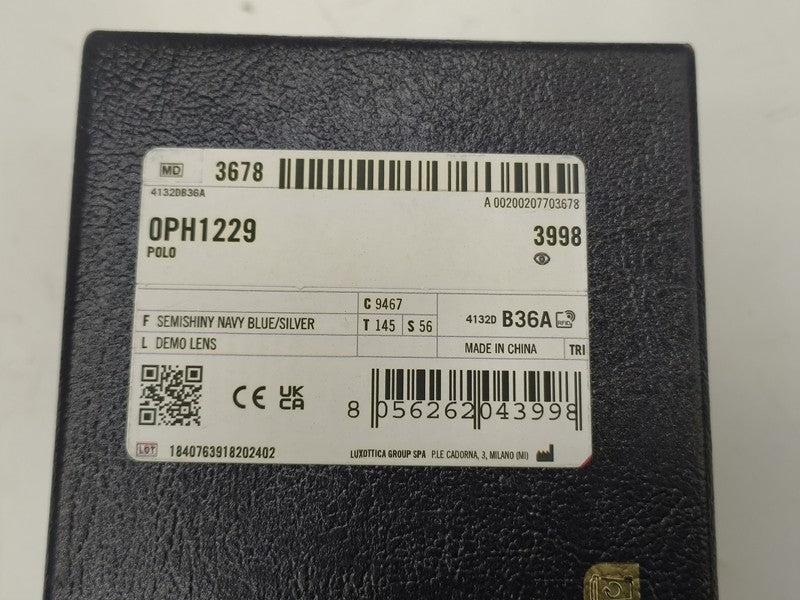 MD 3678
4132DB36A
A 00200207703678
0PH1229 3998
POLO
C 9467
F SEMISHINY NAVY BLUE/SILVER T 145 S 56 4132D B36A RFID
L DEMO LENS MADE IN CHINA TRI
CE UK CA
8 056262 043998
LOT 1840763918202402 LUXOTTICA GROUP SPA P.LE CADORNA, 3, MILANO (MI)